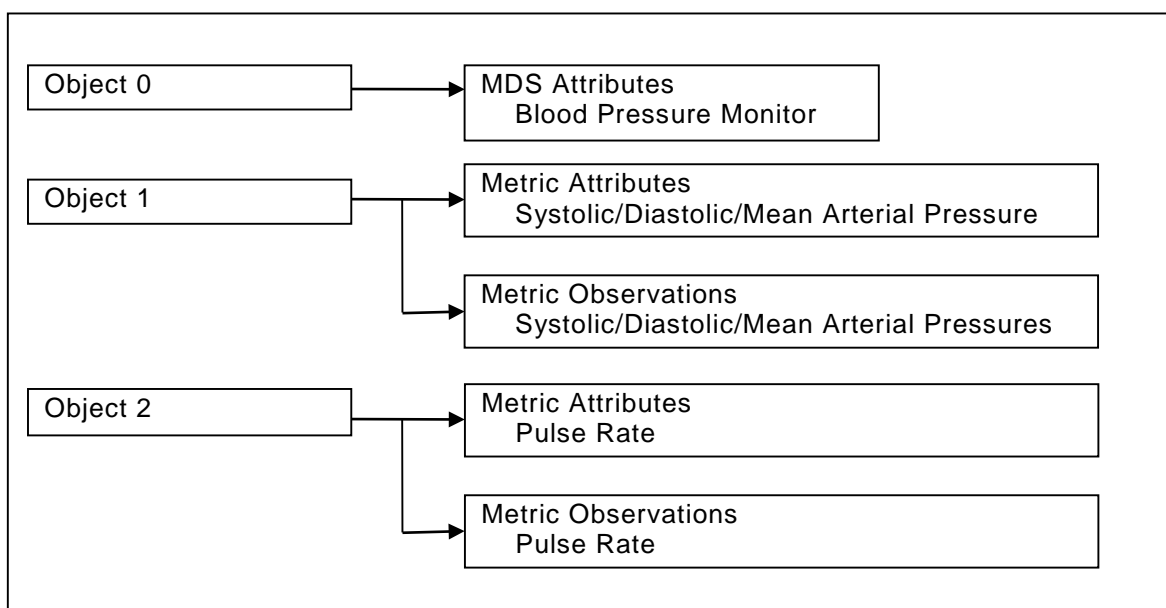 Object 0
MDS Attributes
Blood Pressure Monitor
Object 1
Metric Attributes
Systolic/Diastolic/Mean Arterial Pressure
Metric Observations
Systolic/Diastolic/Mean Arterial Pressures
Object 2
Metric Attributes
Pulse Rate
Metric Observations
Pulse Rate